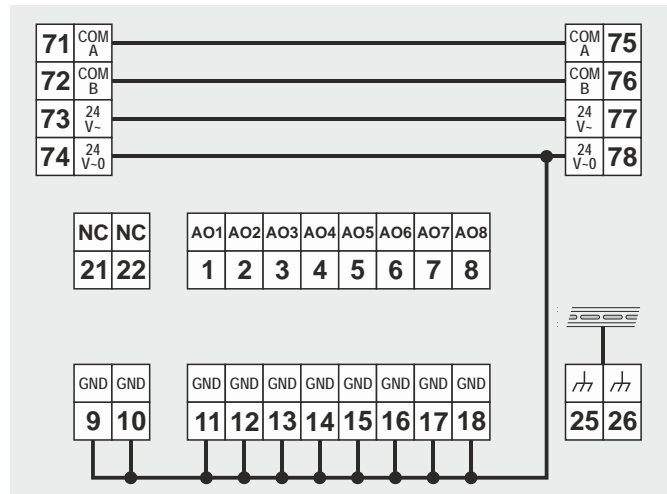 71 COM A COM A 75
72 COM B COM B 76
73 24 V~ 24 V~ 77
74 24 V~0 24 V~0 78
NC NC AO1 AO2 AO3 AO4 AO5 AO6 AO7 AO8
21 22 1 2 3 4 5 6 7 8
GND GND GND GND GND GND GND GND GND GND
9 10 11 12 13 14 15 16 17 18 25 26